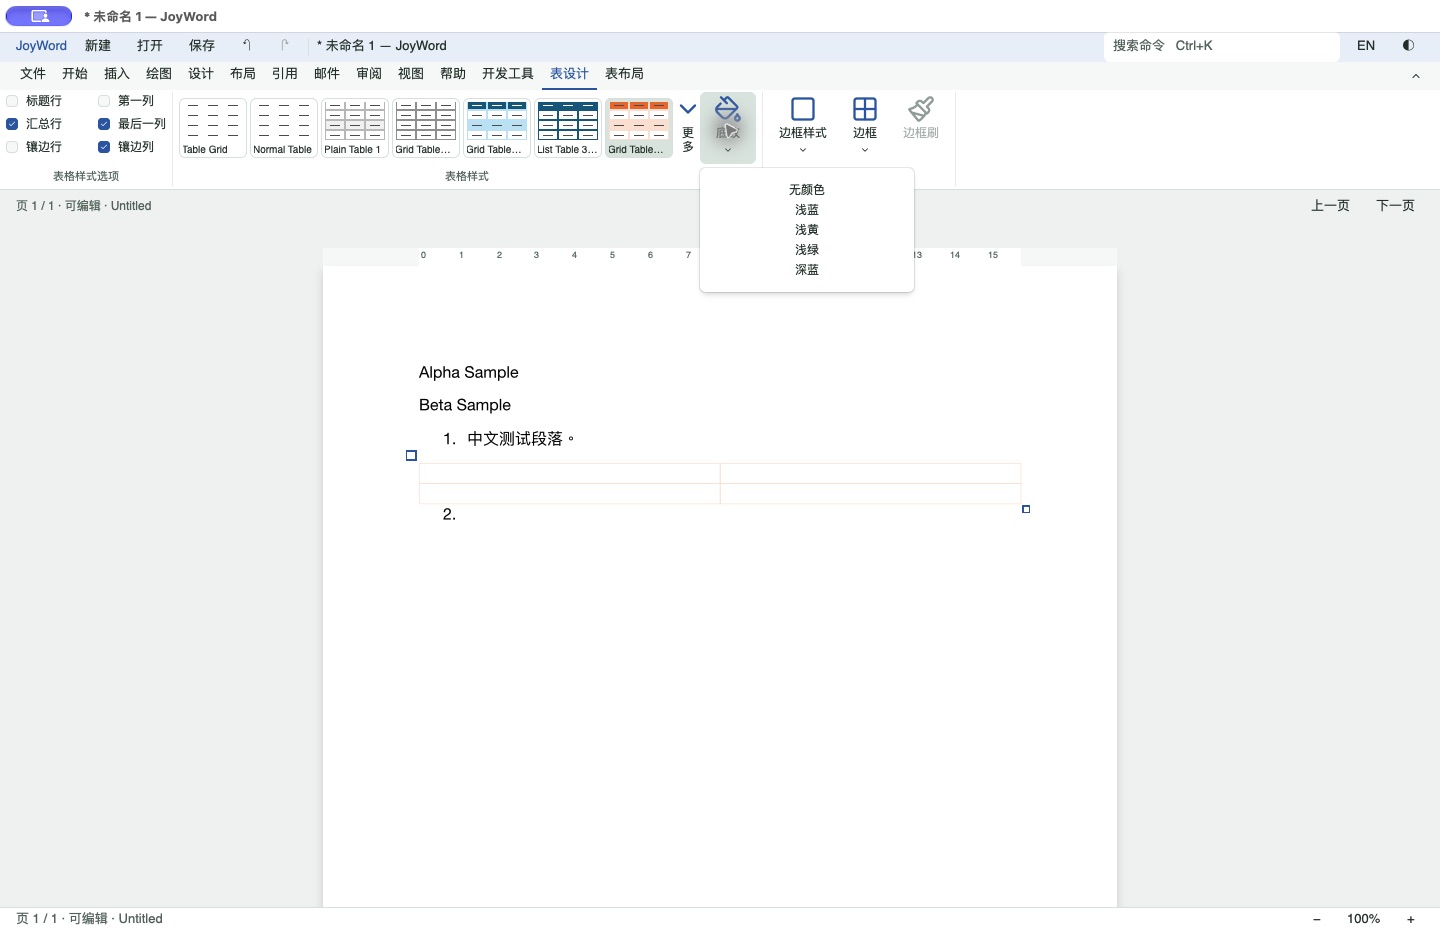 * 未命名 1 — JoyWord
JoyWord 新建 打开 保存 * 未命名 1 — JoyWord 搜索命令 Ctrl+K EN
文件 开始 插入 绘图 设计 布局 引用 邮件 审阅 视图 帮助 开发工具 表设计 表布局
标题行 第一列
汇总行 最后一列
镶边行 镶边列
表格样式选项
Table Grid Normal Table Plain Table 1 Grid Table... Grid Table... List Table 3... Grid Table...
更多
底纹
边框样式 边框 边框刷
表格样式
无颜色
浅蓝
浅黄
浅绿
深蓝
页 1 / 1 · 可编辑 · Untitled 上一页 下一页
0 1 2 3 4 5 6 7 13 14 15
Alpha Sample
Beta Sample
1. 中文测试段落。
2.
页 1 / 1 · 可编辑 · Untitled − 100% +